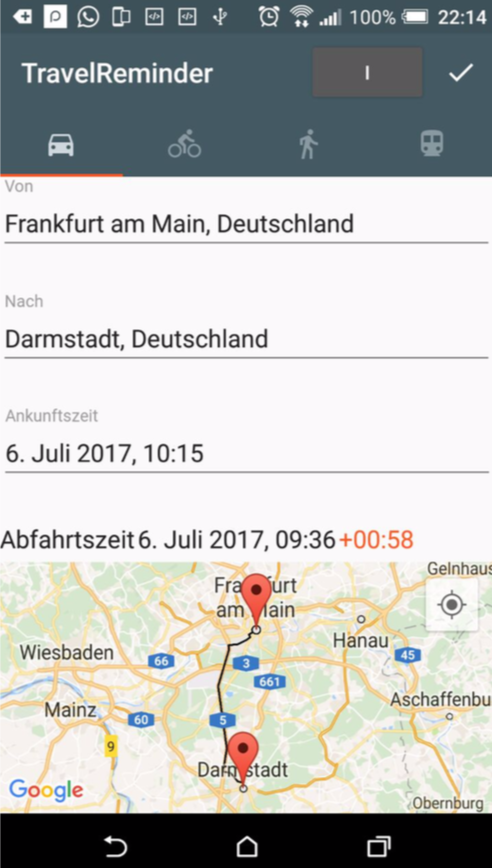 100% 22:14
TravelReminder I
Von
Frankfurt am Main, Deutschland
Nach
Darmstadt, Deutschland
Ankunftszeit
6. Juli 2017, 10:15
Abfahrtszeit 6. Juli 2017, 09:36 +00:58
Gelnhaus
Frankfurt
am Main
Hanau
Wiesbaden
66
3
45
661
Aschaffenbu
Mainz
60
5
9
Darmstadt
Google
Obernburg